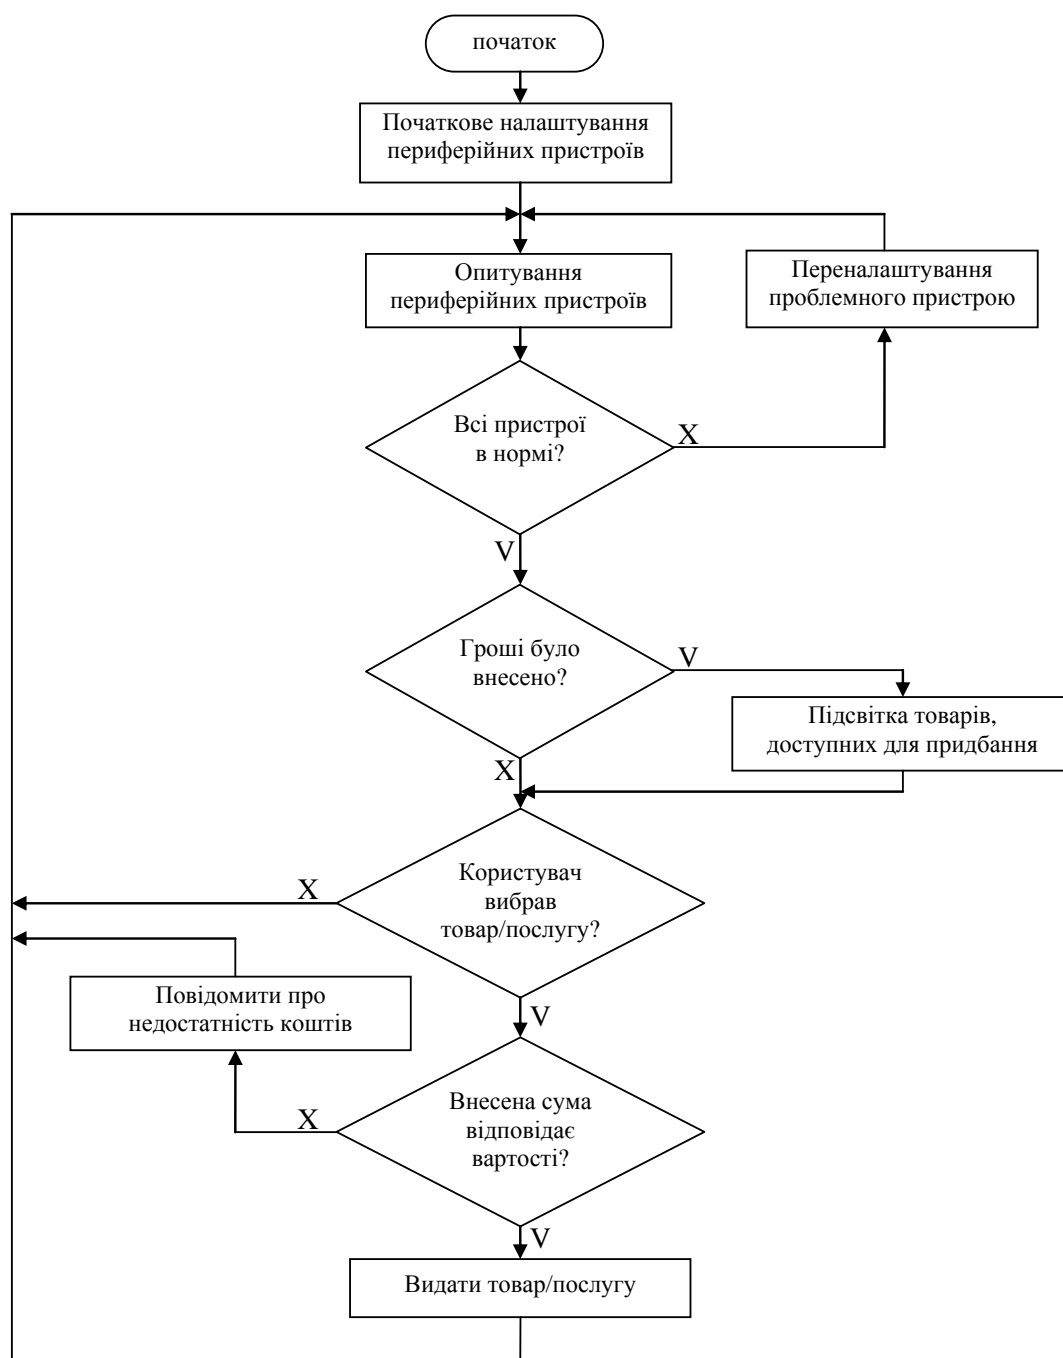 початок
Початкове налаштування
периферійних пристроїв
Опитування
периферійних пристроїв
Переналаштування
проблемного пристрою
Всі пристрої
в нормі?
X
V
Гроші було
внесено?
V
Підсвітка товарів,
доступних для придбання
X
Користувач
вибрав
товар/послугу?
X
Повідомити про
недостатність коштів
V
Внесена сума
відповідає
вартості?
X
V
Видати товар/послугу